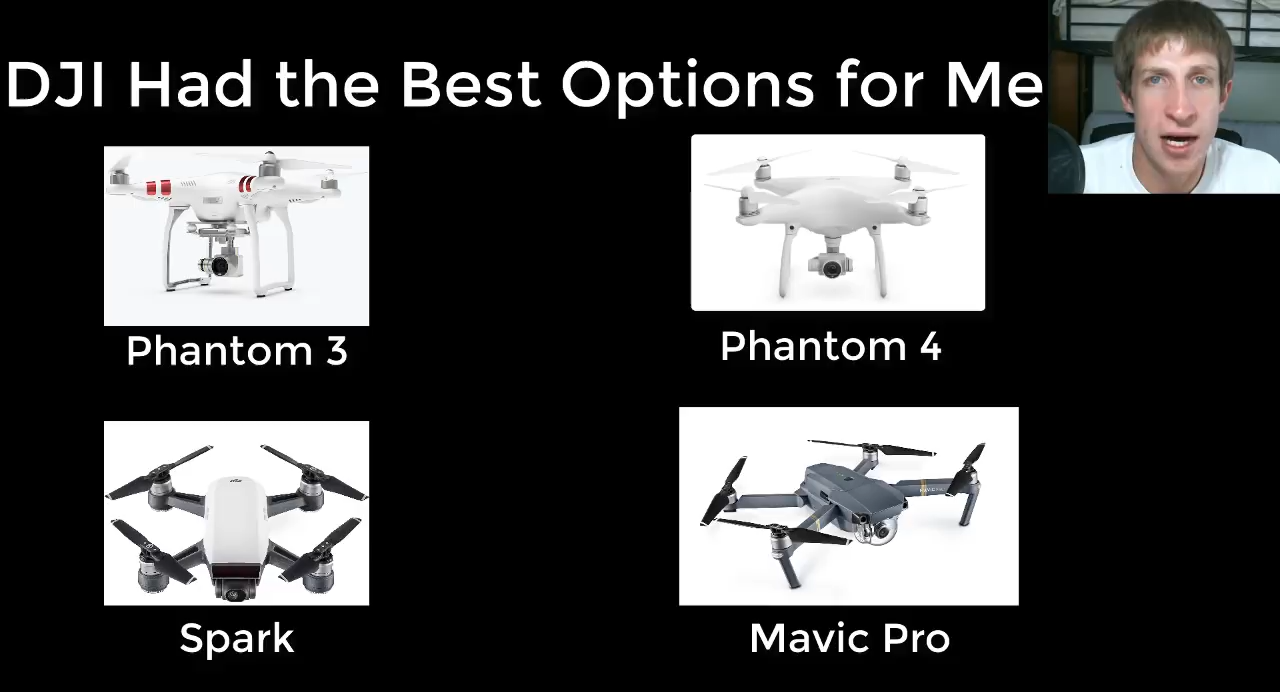 DJI Had the Best Options for Me
Phantom 3
Phantom 4
Spark
Mavic Pro